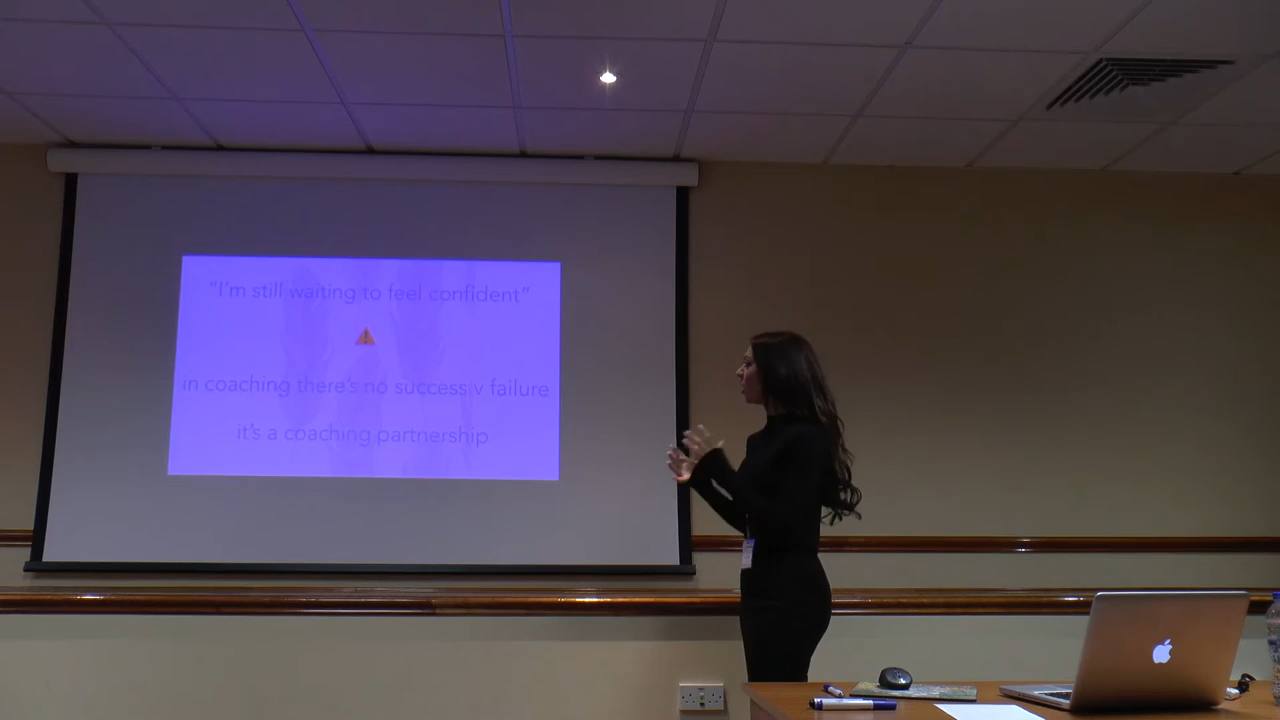 "I'm still waiting to feel confident"
in coaching there's no success v failure
it's a coaching partnership